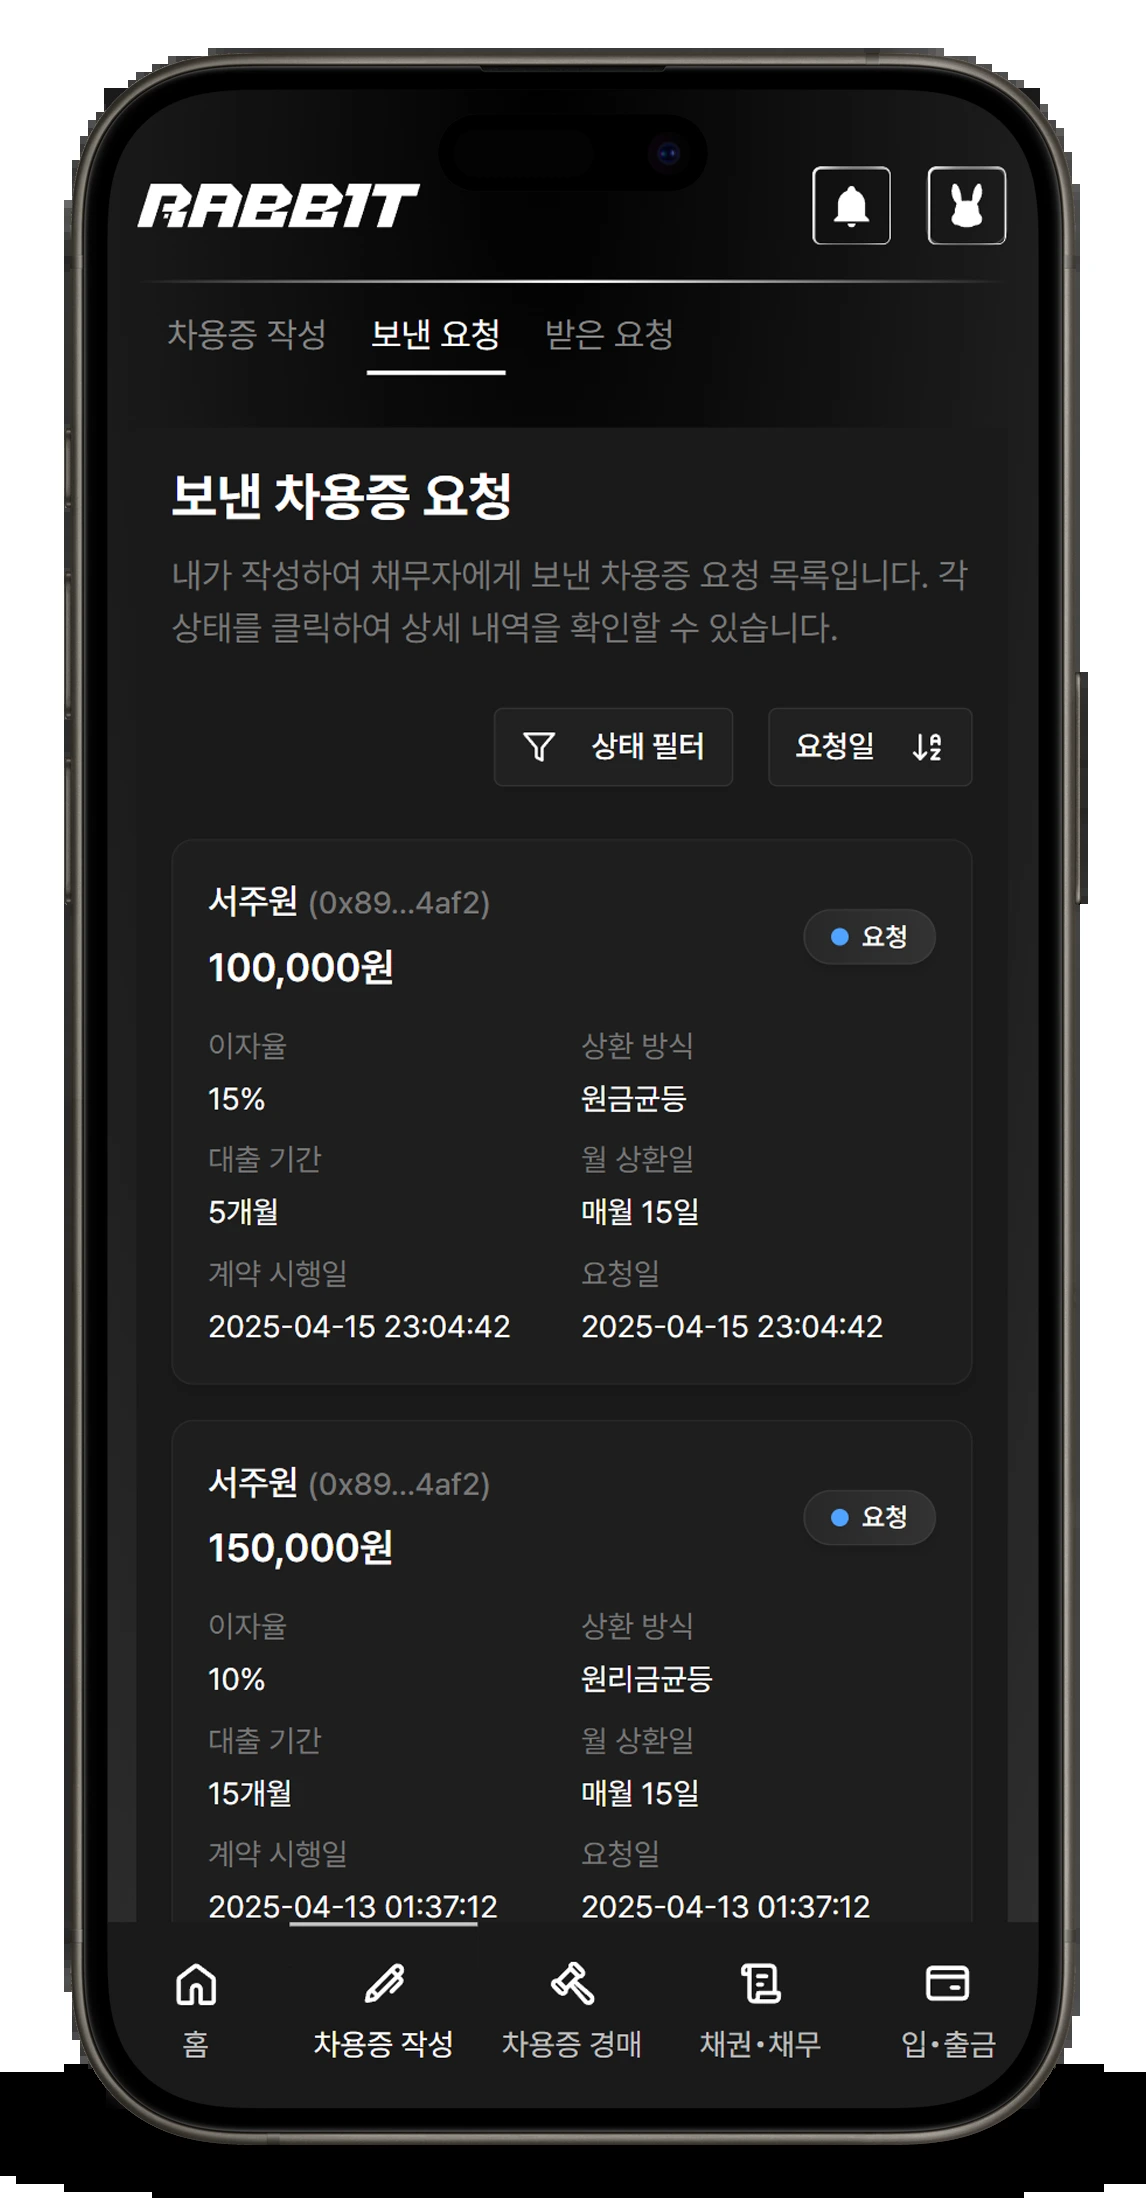 RABBIT
차용증 작성 보낸 요청 받은 요청
보낸 차용증 요청
내가 작성하여 채무자에게 보낸 차용증 요청 목록입니다. 각
상태를 클릭하여 상세 내역을 확인할 수 있습니다.
상태 필터 요청일
서주원 (0x89...4af2)
요청
100,000원
이자율 상환 방식
15% 원금균등
대출 기간 월 상환일
5개월 매월 15일
계약 시행일 요청일
2025-04-15 23:04:42 2025-04-15 23:04:42
서주원 (0x89...4af2)
요청
150,000원
이자율 상환 방식
10% 원리금균등
대출 기간 월 상환일
15개월 매월 15일
계약 시행일 요청일
2025-04-13 01:37:12 2025-04-13 01:37:12
홈 차용증 작성 차용증 경매 채권•채무 입•출금